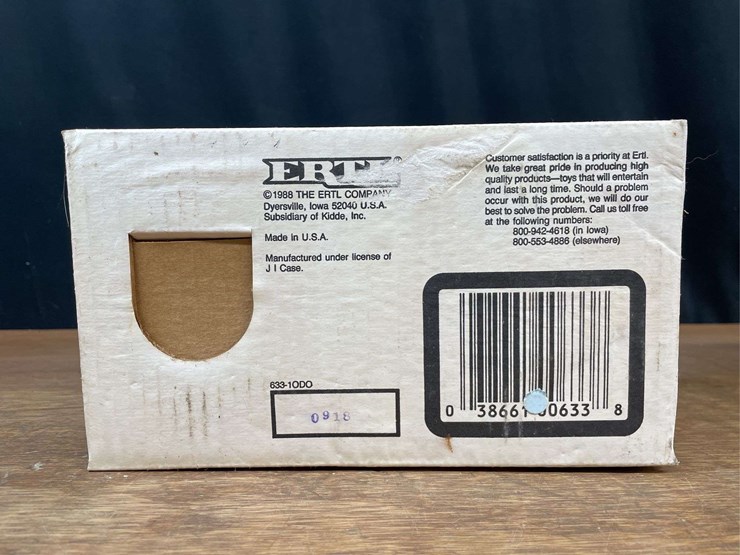 ERTL®
©1988 THE ERTL COMPANY
Dyersville, Iowa 52040 U.S.A.
Subsidiary of Kidde, Inc.
Made in U.S.A.
Manufactured under license of
J I Case.
Customer satisfaction is a priority at Ertl.
We take great pride in producing high
quality products—toys that will entertain
and last a long time. Should a problem
occur with this product, we will do our
best to solve the problem. Call us toll free
at the following numbers:
800-942-4618 (in Iowa)
800-553-4886 (elsewhere)
633-1ODO
0918
0 38661 00633 8